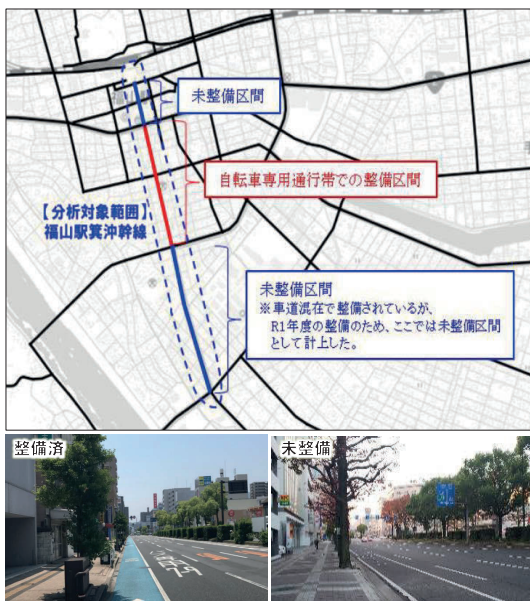 未整備区間
自転車専用通行帯での整備区間
【分析対象範囲】
福山駅箕沖幹線
未整備区間
※車道混在で整備されているが、
R1年度の整備のため、ここでは未整備区間
として計上した。
整備済
未整備